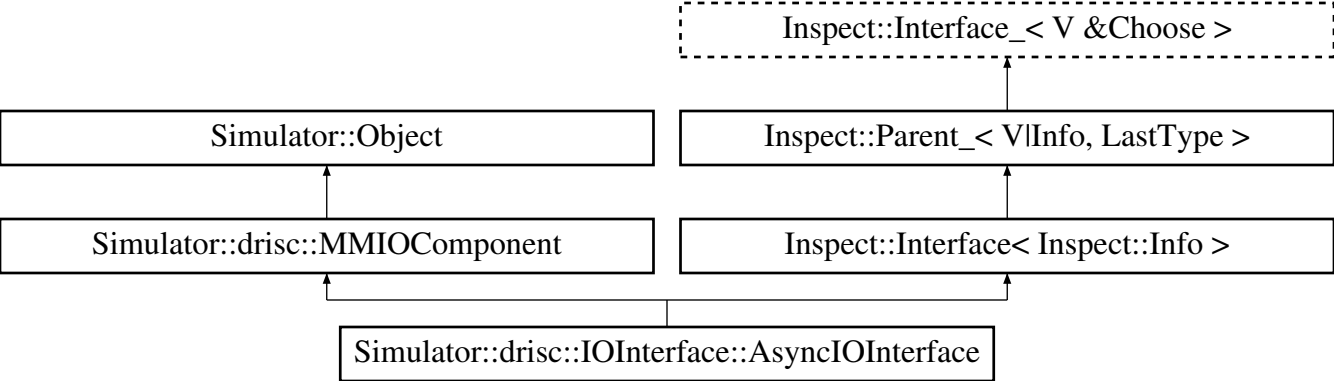 Inspect::Interface_< V &Choose >
Simulator::Object
Inspect::Parent_< V|Info, LastType >
Simulator::drisc::MMIOComponent
Inspect::Interface< Inspect::Info >
Simulator::drisc::IOInterface::AsyncIOInterface